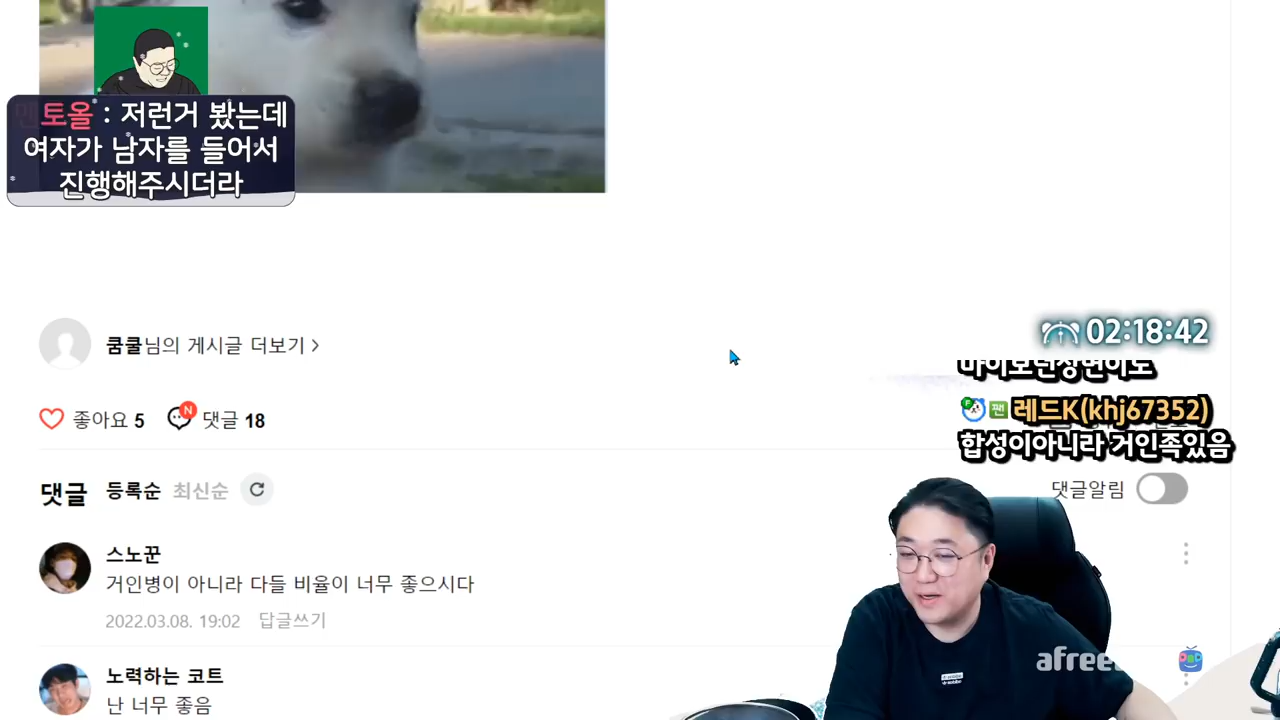 맨토올 : 저런거 봤는데
여자가 남자를 들어서
진행해주시더라
쿰쿨님의 게시글 더보기 >
02:18:42
레드K(khj67352)
합성이아니라 거인족있음
좋아요 5 N 댓글 18
댓글 등록순 최신순
댓글알림
스노꾼
거인병이 아니라 다들 비율이 너무 좋으시다
2022.03.08. 19:02 답글쓰기
노력하는 코트
난 너무 좋음